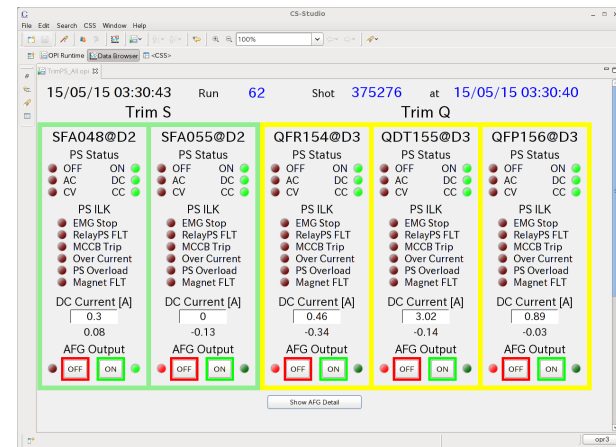 CS-Studio
File Edit Search CSS Window Help
100%
OPI Runtime Data Browser <CSS>
TrimPS_All.opi
15/05/15 03:30:43 Run 62 Shot 375276 at 15/05/15 03:30:40
Trim S Trim Q
SFA048@D2 SFA055@D2 QFR154@D3 QDT155@D3 QFP156@D3
PS Status PS Status PS Status PS Status PS Status
OFF ON OFF ON OFF ON OFF ON OFF ON
AC DC AC DC AC DC AC DC AC DC
CV CC CV CC CV CC CV CC CV CC
PS ILK PS ILK PS ILK PS ILK PS ILK
EMG Stop EMG Stop EMG Stop EMG Stop EMG Stop
RelayPS FLT RelayPS FLT RelayPS FLT RelayPS FLT RelayPS FLT
MCCB Trip MCCB Trip MCCB Trip MCCB Trip MCCB Trip
Over Current Over Current Over Current Over Current Over Current
PS Overload PS Overload PS Overload PS Overload PS Overload
Magnet FLT Magnet FLT Magnet FLT Magnet FLT Magnet FLT
DC Current [A] DC Current [A] DC Current [A] DC Current [A] DC Current [A]
0.3 0 0.46 3.02 0.89
0.08 -0.13 -0.34 -0.14 -0.03
AFG Output AFG Output AFG Output AFG Output AFG Output
OFF ON OFF ON OFF ON OFF ON OFF ON
Show AFG Detail
opr3